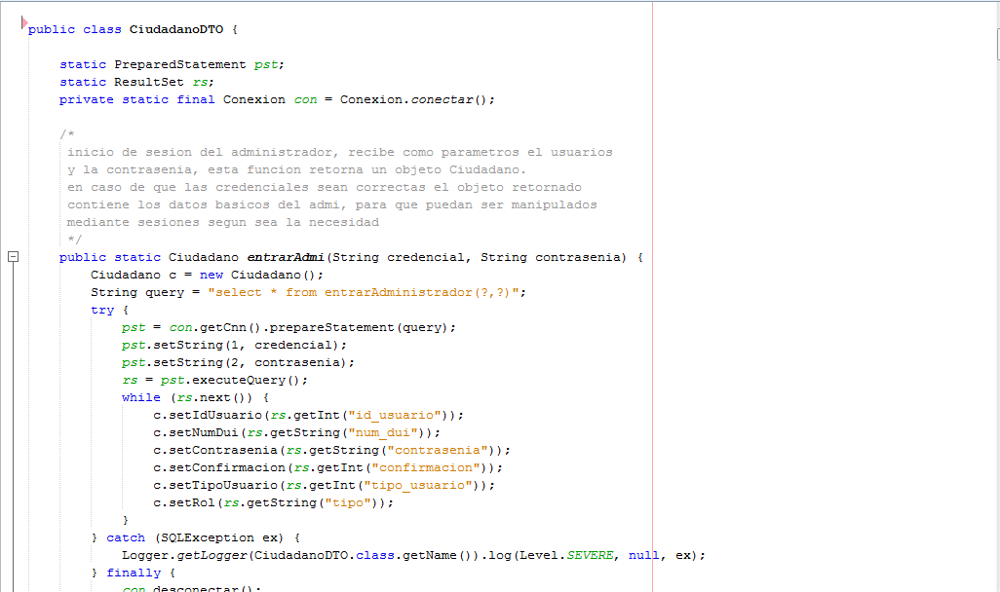 public class CiudadanoDTO {
static PreparedStatement pst;
static ResultSet rs;
private static final Conexion con = Conexion.conectar();
/*
inicio de sesion del administrador, recibe como parametros el usuarios
y la contrasenia, esta funcion retorna un objeto Ciudadano.
en caso de que las credenciales sean correctas el objeto retornado
contiene los datos basicos del admi, para que puedan ser manipulados
mediante sesiones segun sea la necesidad
*/
public static Ciudadano entrarAdmi(String credencial, String contrasenia) {
Ciudadano c = new Ciudadano();
String query = "select * from entrarAdministrador(?,?)";
try {
pst = con.getCnn().prepareStatement(query);
pst.setString(1, credencial);
pst.setString(2, contrasenia);
rs = pst.executeQuery();
while (rs.next()) {
c.setIdUsuario(rs.getInt("id_usuario"));
c.setNumDui(rs.getString("num_dui"));
c.setContrasenia(rs.getString("contrasenia"));
c.setConfirmacion(rs.getInt("confirmacion"));
c.setTipoUsuario(rs.getInt("tipo_usuario"));
c.setRol(rs.getString("tipo"));
}
} catch (SQLException ex) {
Logger.getLogger(CiudadanoDTO.class.getName()).log(Level.SEVERE, null, ex);
} finally {
con.desconectar();